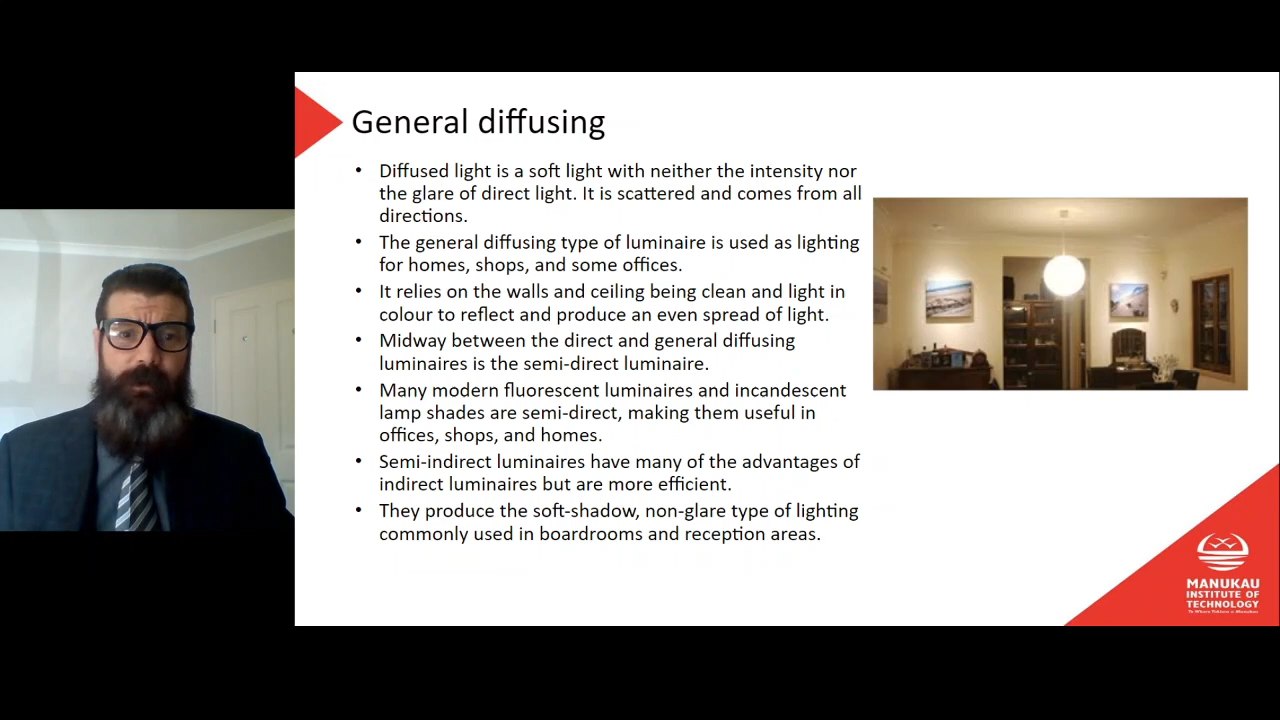 General diffusing
• Diffused light is a soft light with neither the intensity nor
the glare of direct light. It is scattered and comes from all
directions.
• The general diffusing type of luminaire is used as lighting
for homes, shops, and some offices.
• It relies on the walls and ceiling being clean and light in
colour to reflect and produce an even spread of light.
• Midway between the direct and general diffusing
luminaires is the semi-direct luminaire.
• Many modern fluorescent luminaires and incandescent
lamp shades are semi-direct, making them useful in
offices, shops, and homes.
• Semi-indirect luminaires have many of the advantages of
indirect luminaires but are more efficient.
• They produce the soft-shadow, non-glare type of lighting
commonly used in boardrooms and reception areas.
MANUKAU
INSTITUTE OF
TECHNOLOGY